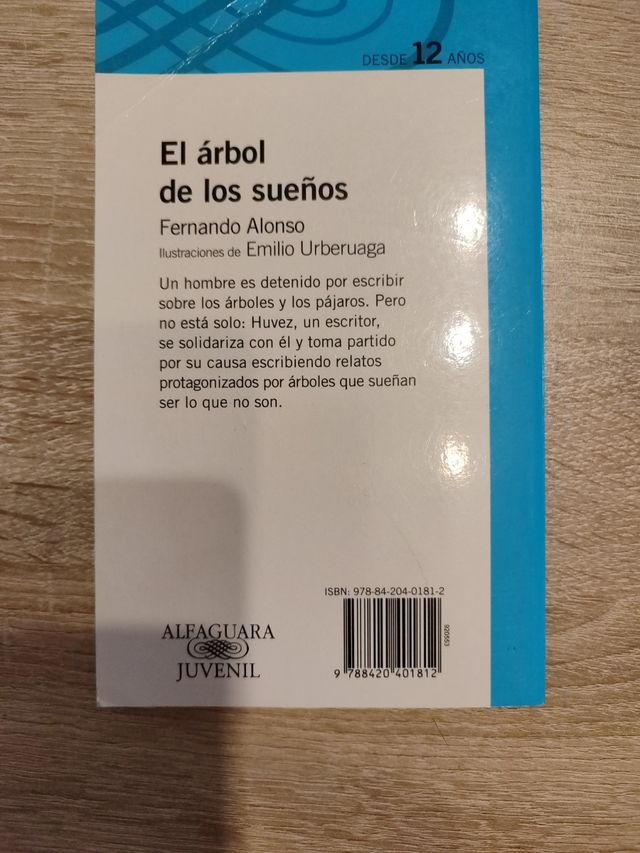 DESDE 12 AÑOS
El árbol
de los sueños
Fernando Alonso
Ilustraciones de Emilio Urberuaga
Un hombre es detenido por escribir
sobre los árboles y los pájaros. Pero
no está solo: Huvez, un escritor,
se solidariza con él y toma partido
por su causa escribiendo relatos
protagonizados por árboles que sueñan
ser lo que no son.
ISBN: 978-84-204-0181-2
920553
9 788420 401812
ALFAGUARA
JUVENIL